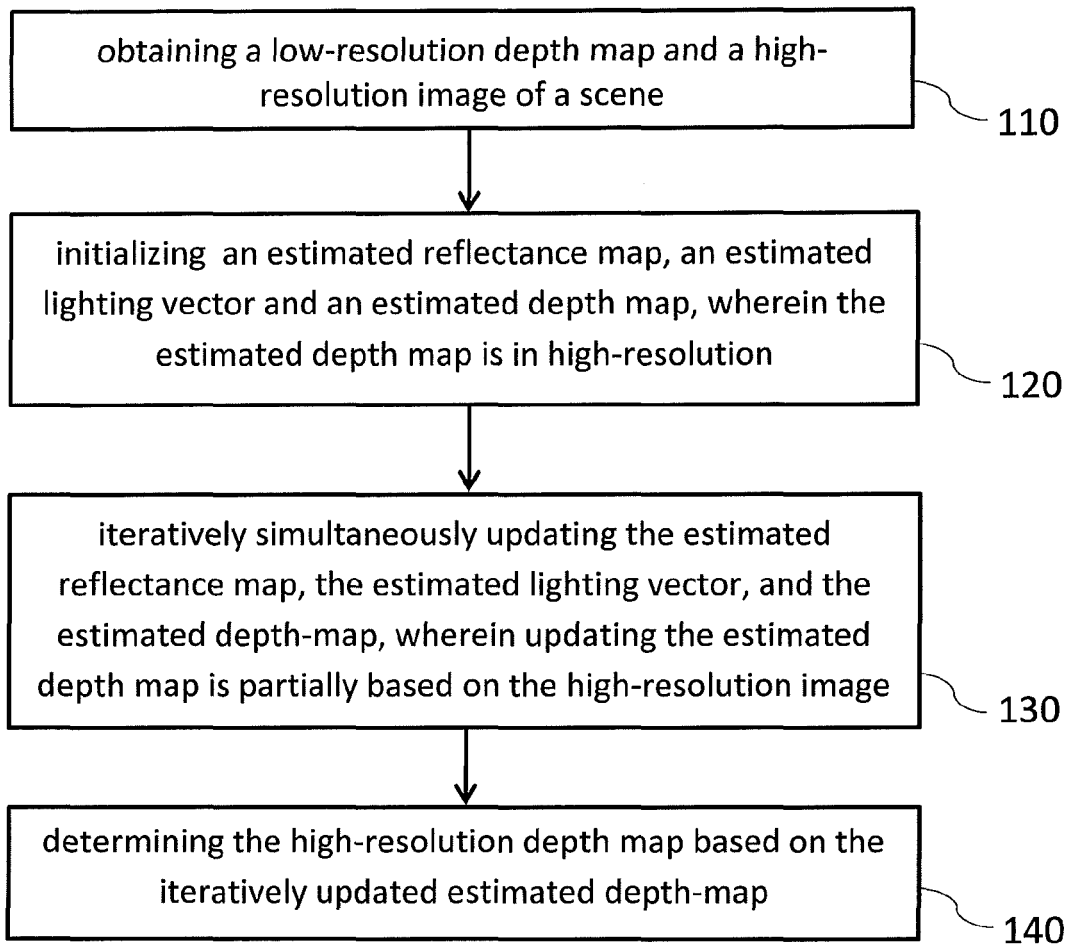 obtaining a low-resolution depth map and a high-
resolution image of a scene
110
initializing an estimated reflectance map, an estimated
lighting vector and an estimated depth map, wherein the
estimated depth map is in high-resolution
120
iteratively simultaneously updating the estimated
reflectance map, the estimated lighting vector, and the
estimated depth-map, wherein updating the estimated
depth map is partially based on the high-resolution image
130
determining the high-resolution depth map based on the
iteratively updated estimated depth-map
140